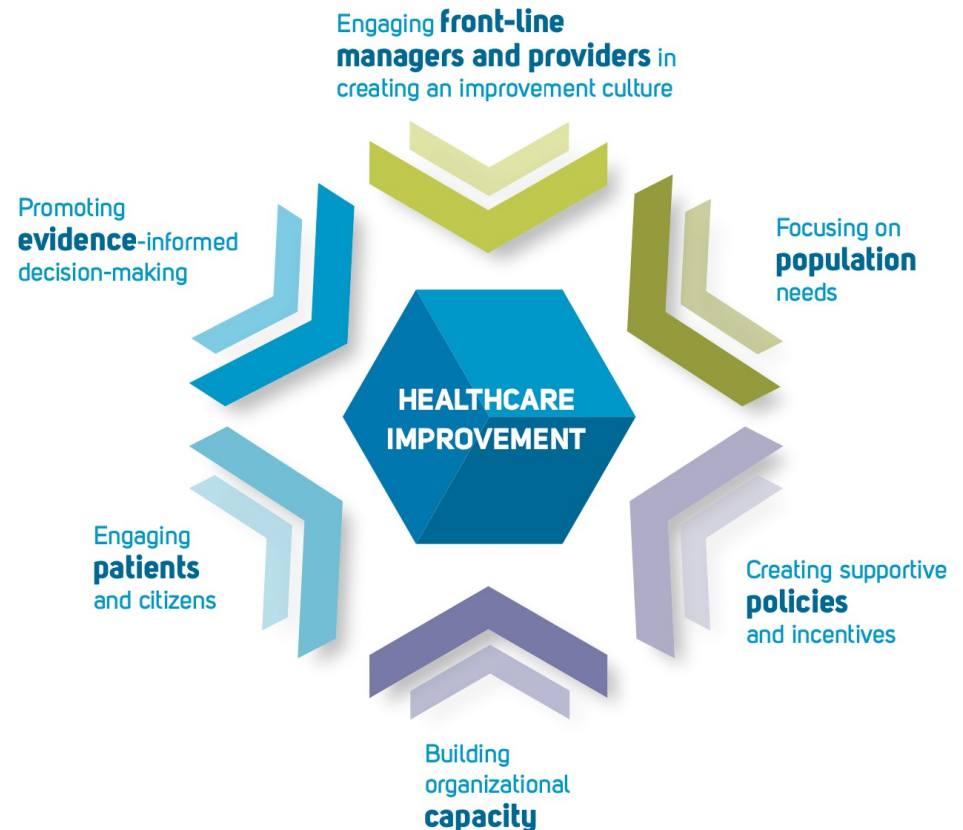 Engaging front-line
managers and providers in
creating an improvement culture
Promoting
evidence-informed
decision-making
Focusing on
population
needs
HEALTHCARE
IMPROVEMENT
Engaging
patients
and citizens
Creating supportive
policies
and incentives
Building
organizational
capacity